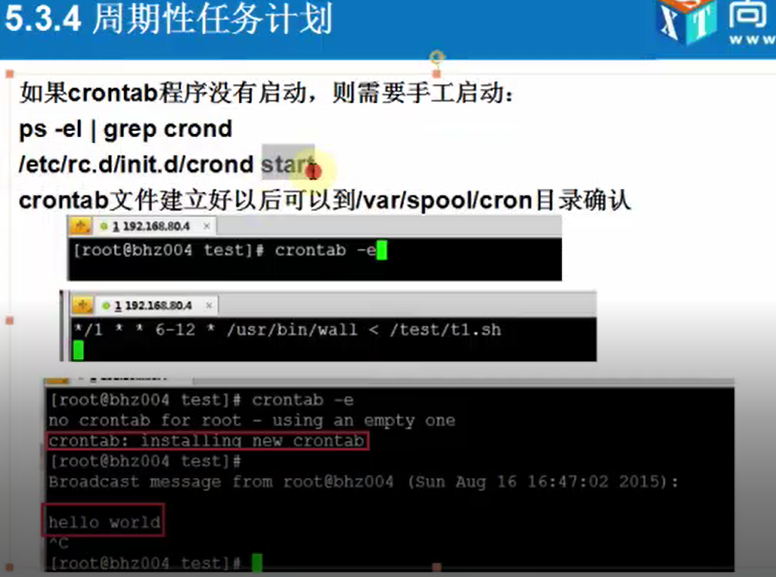 5.3.4 周期性任务计划
XST
www
如果crontab程序没有启动，则需要手工启动：
ps -el | grep crond
/etc/rc.d/init.d/crond start
crontab文件建立好以后可以到/var/spool/cron目录确认
1 192.168.80.4 ×
[root@bhz004 test]# crontab -e
1 192.168.80.4 ×
*/1 * * 6-12 * /usr/bin/wall < /test/t1.sh
[root@bhz004 test]# crontab -e
no crontab for root - using an empty one
crontab: installing new crontab
[root@bhz004 test]#
Broadcast message from root@bhz004 (Sun Aug 16 16:47:02 2015):
hello world
^C
[root@bhz004 test]#